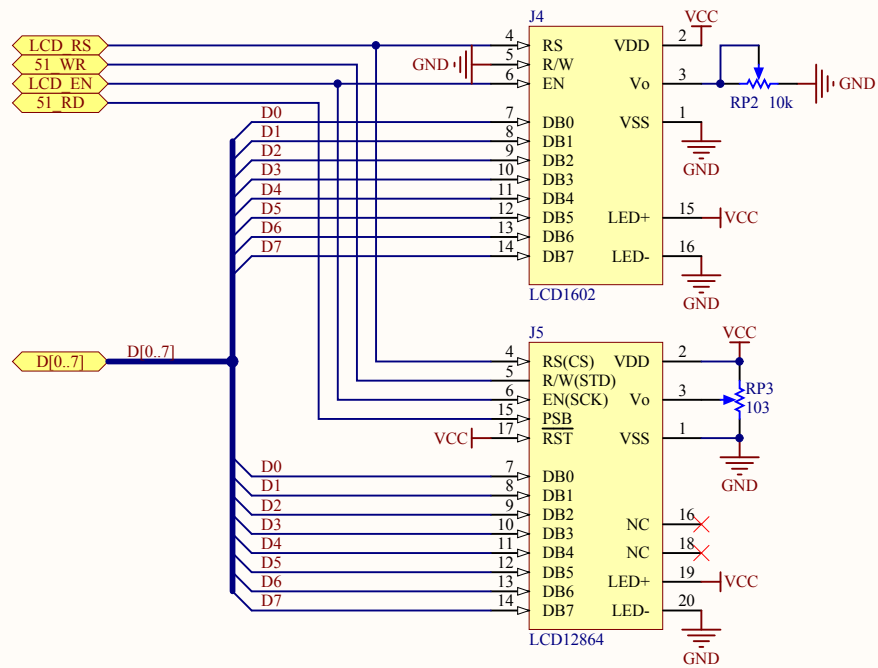 J4
VCC
LCD_RS 4 RS VDD 2
51_WR GND 5 R/W
LCD_EN 6 EN Vo 3 GND
51_RD RP2 10k
D0 7 DB0 VSS 1
D1 8 DB1
D2 9 DB2 GND
D3 10 DB3
D4 11 DB4
D5 12 DB5 LED+ 15 VCC
D6 13 DB6
D7 14 DB7 LED- 16
LCD1602 GND
J5 VCC
D[0..7] D[0..7] 4 RS(CS) VDD 2
5 R/W(STD)
6 EN(SCK) Vo 3 RP3
15 PSB 103
VCC 17 RST VSS 1
D0 7 DB0 GND
D1 8 DB1
D2 9 DB2 NC 16
D3 10 DB3
D4 11 DB4 NC 18
D5 12 DB5 LED+ 19 VCC
D6 13 DB6
D7 14 DB7 LED- 20
LCD12864
GND